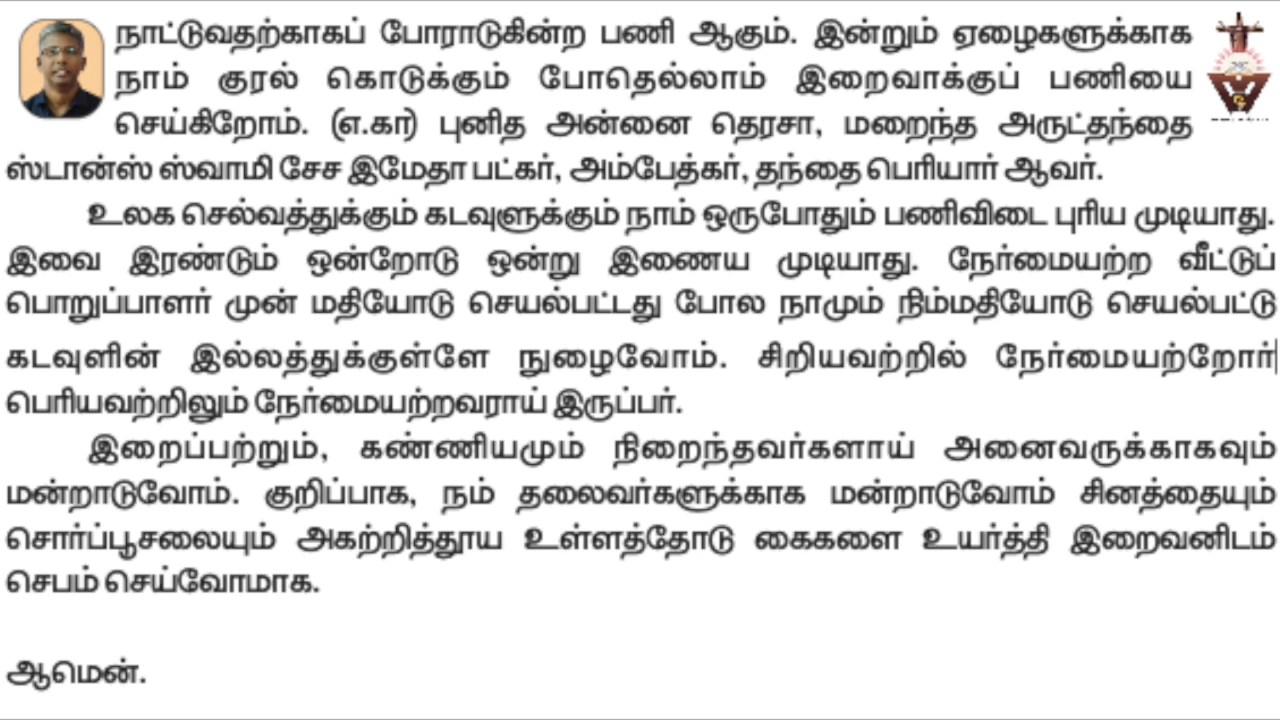 நாட்டுவதற்காகப் போராடுகின்ற பணி ஆகும். இன்றும் ஏழைகளுக்காக
நாம் குரல் கொடுக்கும் போதெல்லாம் இறைவாக்குப் பணியை
செய்கிறோம். (எ.கா) புனித அன்னை தெரசா, மறைந்த அருட்தந்தை
ஸ்டான்ஸ் ஸ்வாமி சேச இமேதா பட்கர், அம்பேத்கர், தந்தை பெரியார் ஆவர்.
உலக செல்வத்துக்கும் கடவுளுக்கும் நாம் ஒருபோதும் பணிவிடை புரிய முடியாது.
இவை இரண்டும் ஒன்றோடு ஒன்று இணைய முடியாது. நேர்மையற்ற வீட்டுப்
பொறுப்பாளர் முன் மதியோடு செயல்பட்டது போல நாமும் நிம்மதியோடு செயல்பட்டு
கடவுளின் இல்லத்துக்குள்ளே நுழைவோம். சிறியவற்றில் நேர்மையற்றோர்
பெரியவற்றிலும் நேர்மையற்றவராய் இருப்பர்.
இறைப்பற்றும், கண்ணியமும் நிறைந்தவர்களாய் அனைவருக்காகவும்
மன்றாடுவோம். குறிப்பாக, நம் தலைவர்களுக்காக மன்றாடுவோம் சினத்தையும்
சொர்ப்பூசலையும் அகற்றித்தூய உள்ளத்தோடு கைகளை உயர்த்தி இறைவனிடம்
செபம் செய்வோமாக.
ஆமென்.